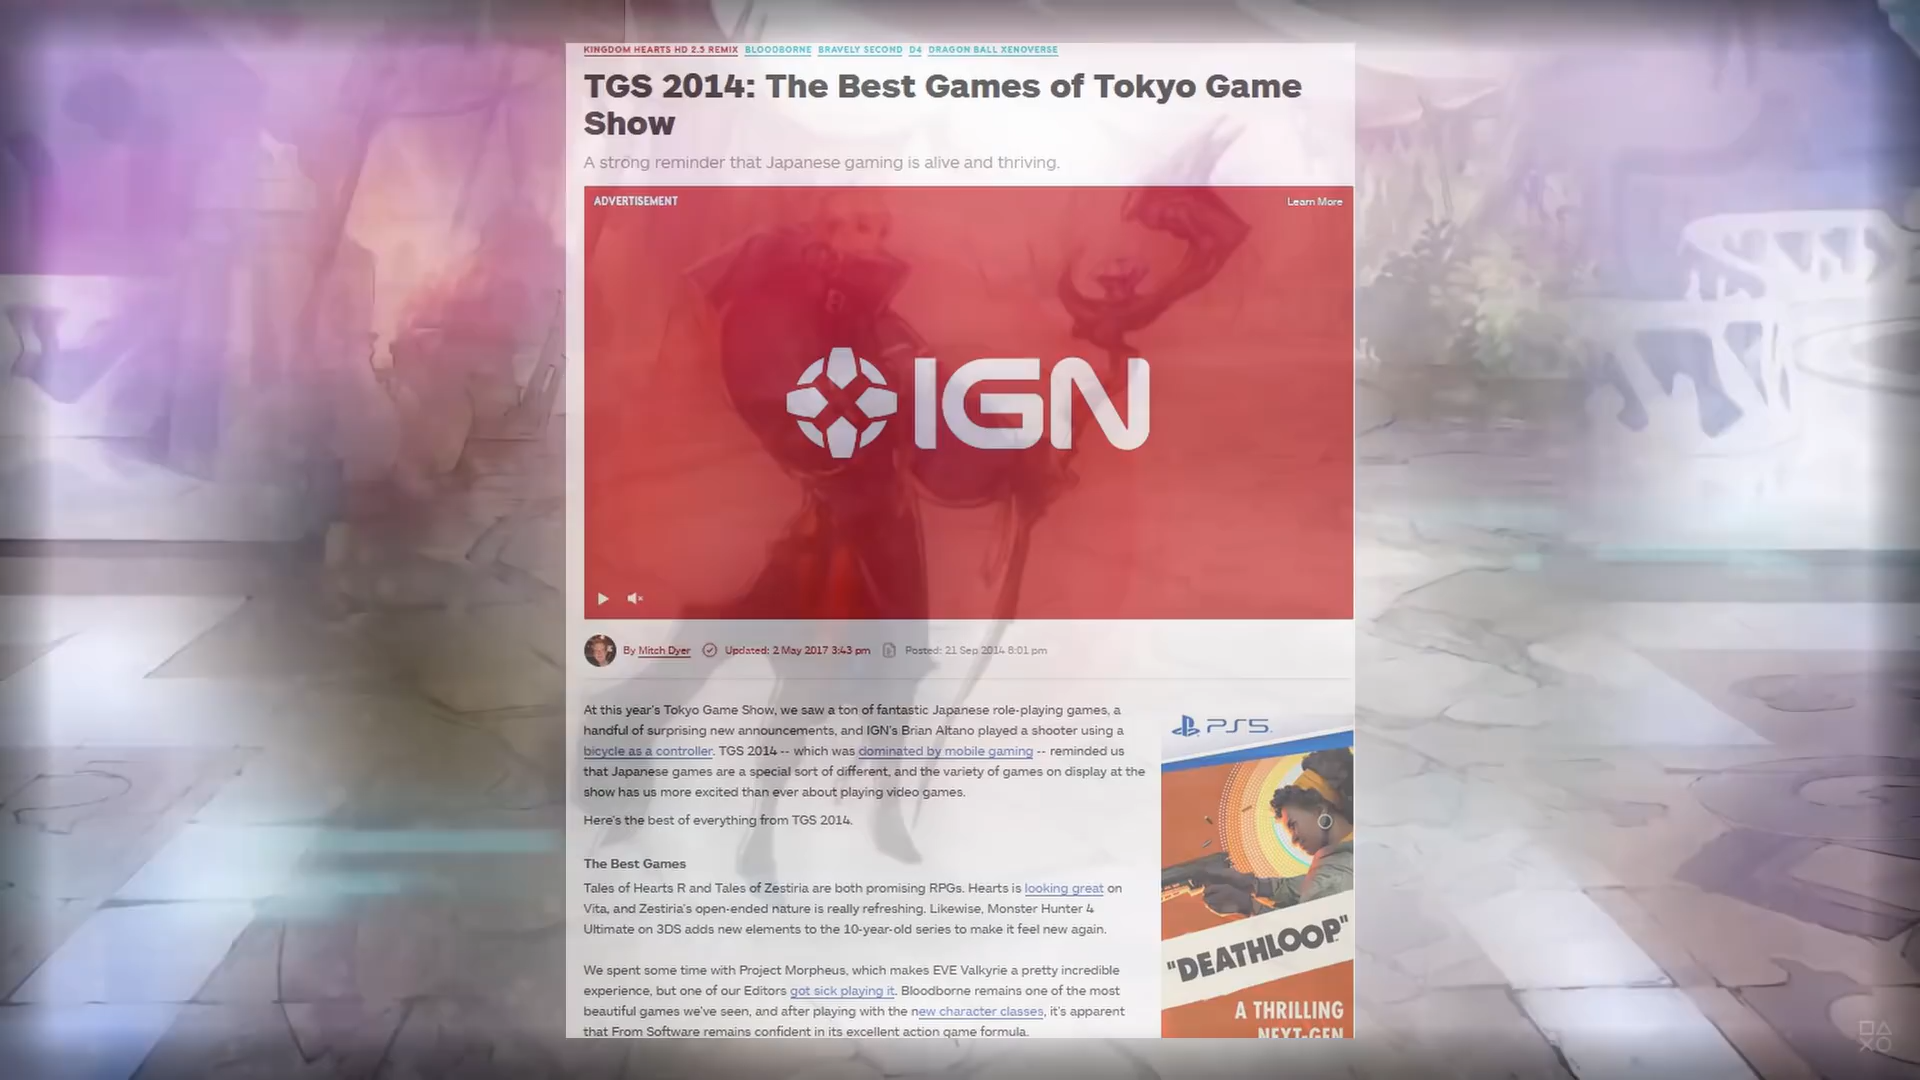 KINGDOM HEARTS HD 2.5 REMIX BLOODBORNE BRAVELY SECOND D4 DRAGON BALL XENOVERSE
TGS 2014: The Best Games of Tokyo Game
Show
A strong reminder that Japanese gaming is alive and thriving.
ADVERTISEMENT
Learn More
IGN
By Mitch Dyer Updated: 2 May 2017 3:43 pm Posted: 21 Sep 2014 8:01 pm
At this year's Tokyo Game Show, we saw a ton of fantastic Japanese role-playing games, a
handful of surprising new announcements, and IGN's Brian Altano played a shooter using a
bicycle as a controller. TGS 2014 -- which was dominated by mobile gaming -- reminded us
that Japanese games are a special sort of different, and the variety of games on display at the
show has us more excited than ever about playing video games.
Here's the best of everything from TGS 2014.
The Best Games
Tales of Hearts R and Tales of Zestiria are both promising RPGs. Hearts is looking great on
Vita, and Zestiria's open-ended nature is really refreshing. Likewise, Monster Hunter 4
Ultimate on 3DS adds new elements to the 10-year-old series to make it feel new again.
We spent some time with Project Morpheus, which makes EVE Valkyrie a pretty incredible
experience, but one of our Editors got sick playing it. Bloodborne remains one of the most
beautiful games we've seen, and after playing with the new character classes, it's apparent
that From Software remains confident in its excellent action game formula.
PS5
"DEATHLOOP"
A THRILLING
NEXT-GEN